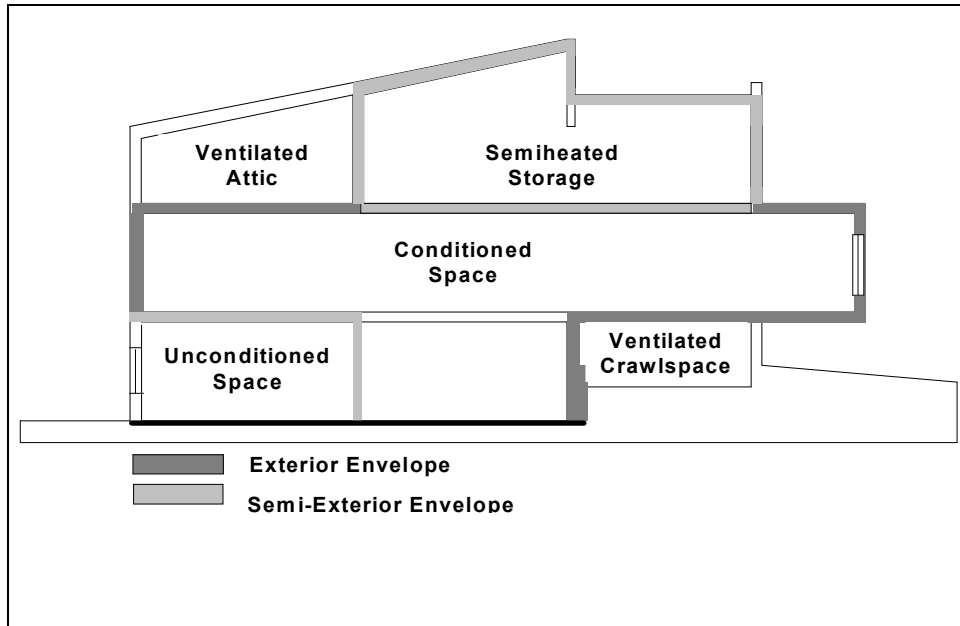 Ventilated
Attic
Semiheated
Storage
Conditioned
Space
Unconditioned
Space
Ventilated
Crawlspace
Exterior Envelope
Semi-Exterior Envelope